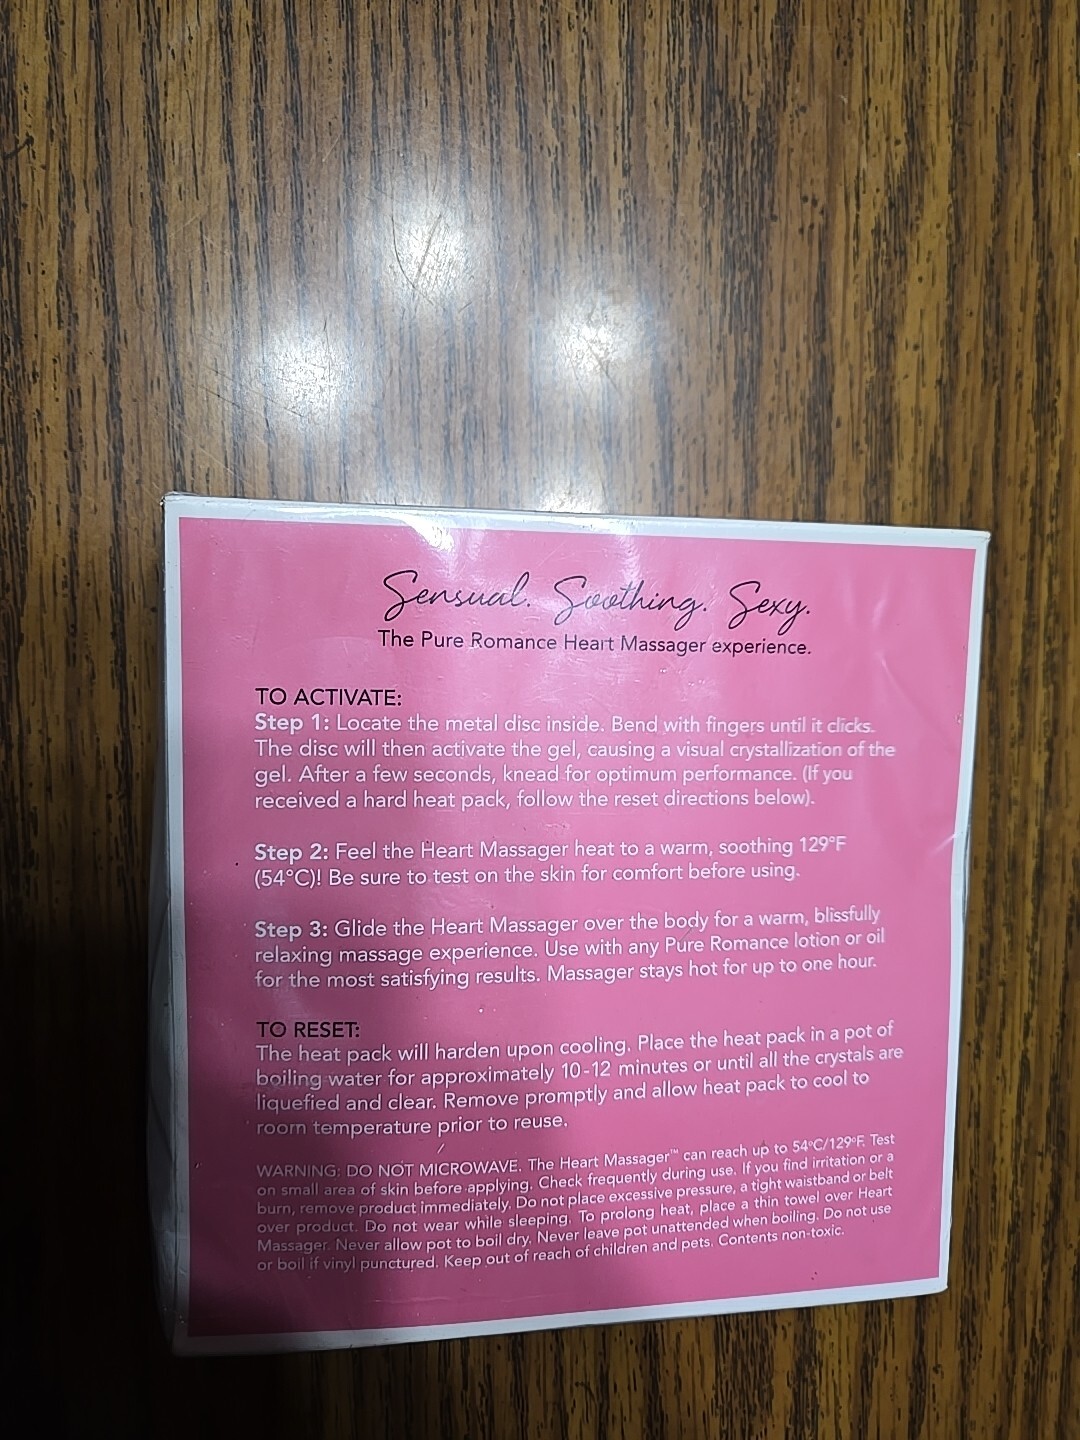 Sensual. Soothing. Sexy.
The Pure Romance Heart Massager experience.
TO ACTIVATE:
Step 1: Locate the metal disc inside. Bend with fingers until it clicks.
The disc will then activate the gel, causing a visual crystallization of the
gel. After a few seconds, knead for optimum performance. (If you
received a hard heat pack, follow the reset directions below).
Step 2: Feel the Heart Massager heat to a warm, soothing 129°F
(54°C)! Be sure to test on the skin for comfort before using.
Step 3: Glide the Heart Massager over the body for a warm, blissfully
relaxing massage experience. Use with any Pure Romance lotion or oil
for the most satisfying results. Massager stays hot for up to one hour.
TO RESET:
The heat pack will harden upon cooling. Place the heat pack in a pot of
boiling water for approximately 10-12 minutes or until all the crystals are
liquefied and clear. Remove promptly and allow heat pack to cool to
room temperature prior to reuse.
WARNING: DO NOT MICROWAVE. The Heart Massager™ can reach up to 54°C/129°F. Test
on small area of skin before applying. Check frequently during use. If you find irritation or a
burn, remove product immediately. Do not place excessive pressure, a tight waistband or belt
over product. Do not wear while sleeping. To prolong heat, place a thin towel over Heart
Massager. Never allow pot to boil dry. Never leave pot unattended when boiling. Do not use
or boil if vinyl punctured. Keep out of reach of children and pets. Contents non-toxic.